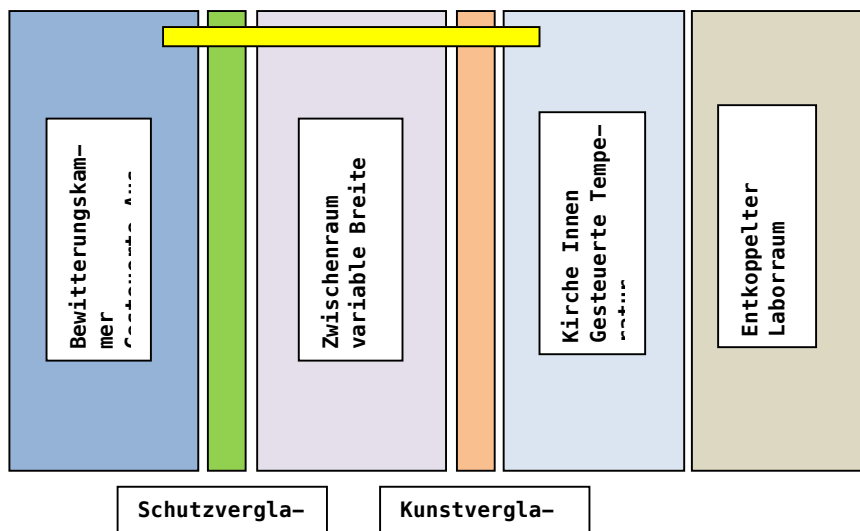 Bewitterungskam–
mer
Zwischenraum
variable Breite
Kirche Innen
Gesteuerte Tempe–
Entkoppelter
Laborraum
Schutzvergla–
Kunstvergla–